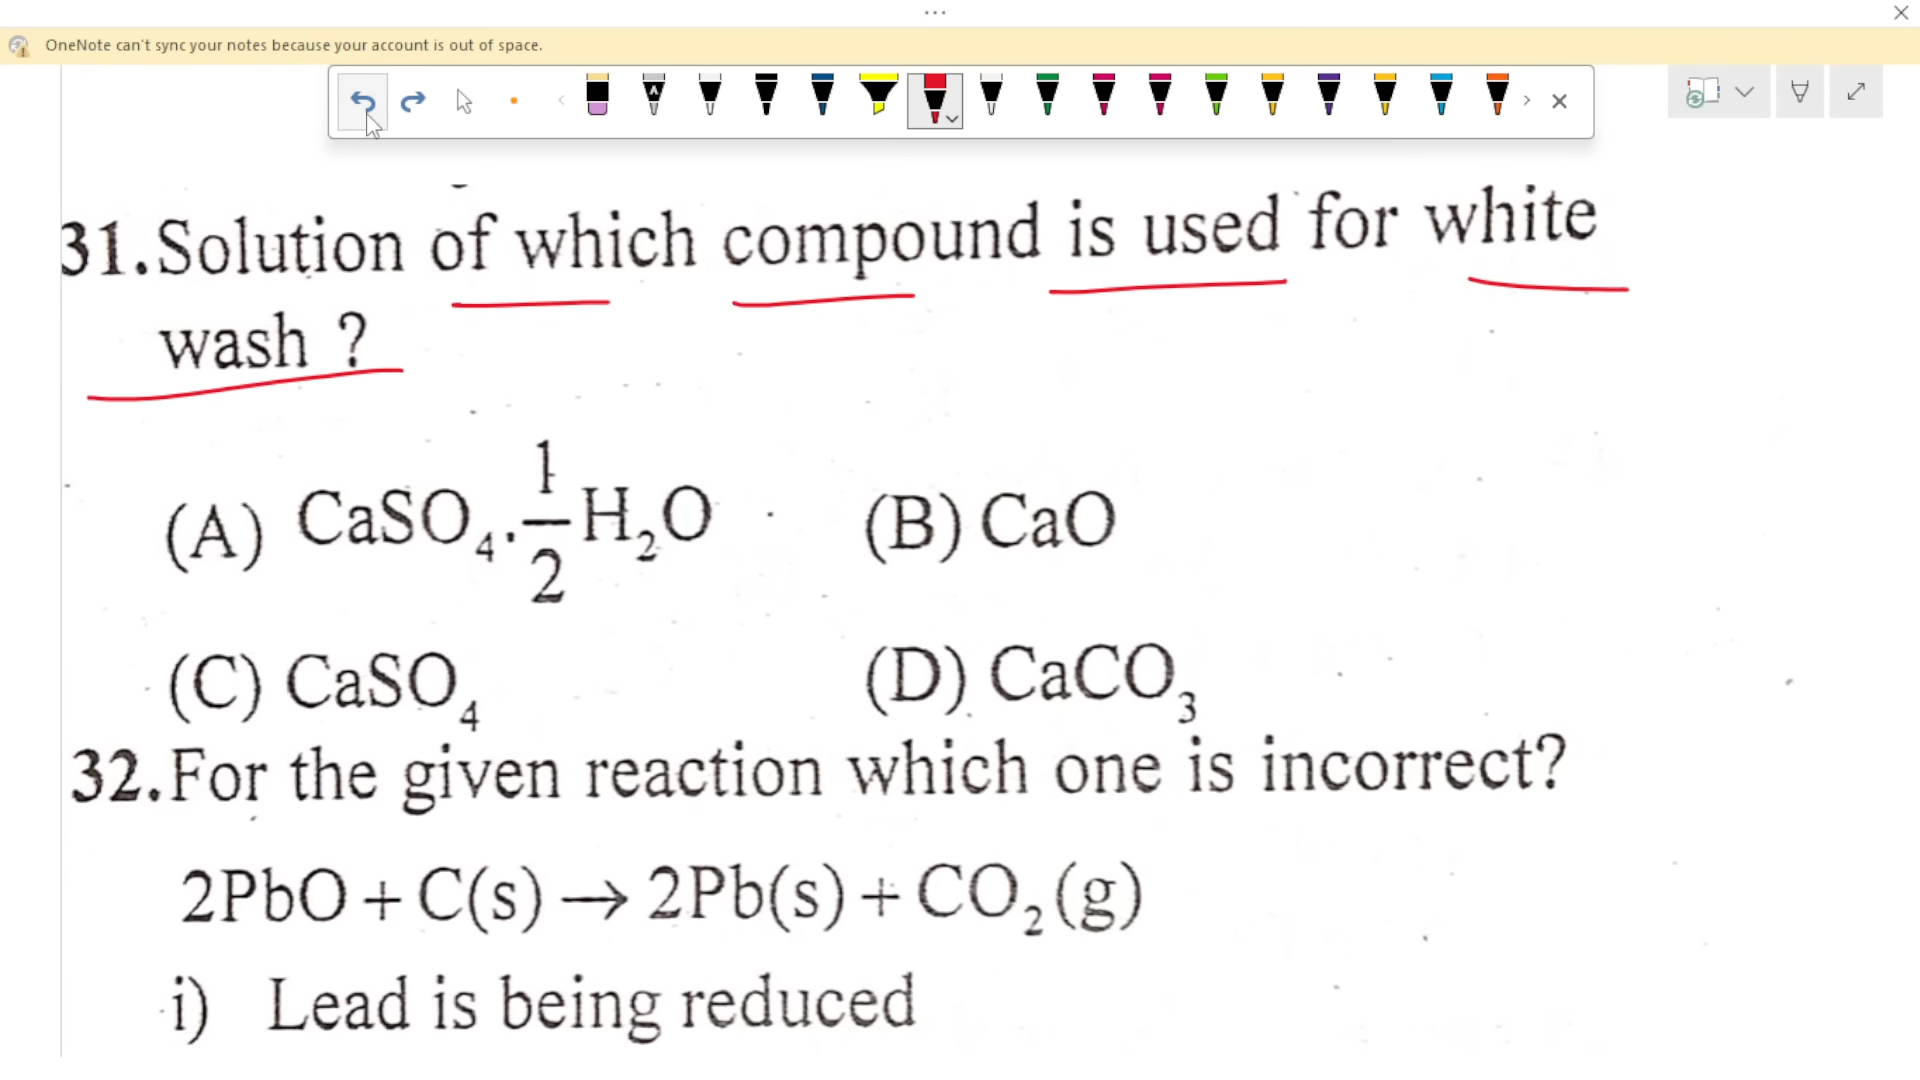 ...
OneNote can't sync your notes because your account is out of space.
31. Solution of which compound is used for white
wash ?
(A) CaSO₄.½H₂O (B) CaO
(C) CaSO₄ (D) CaCO₃
32. For the given reaction which one is incorrect?
2PbO + C(s) → 2Pb(s) + CO₂(g)
i) Lead is being reduced